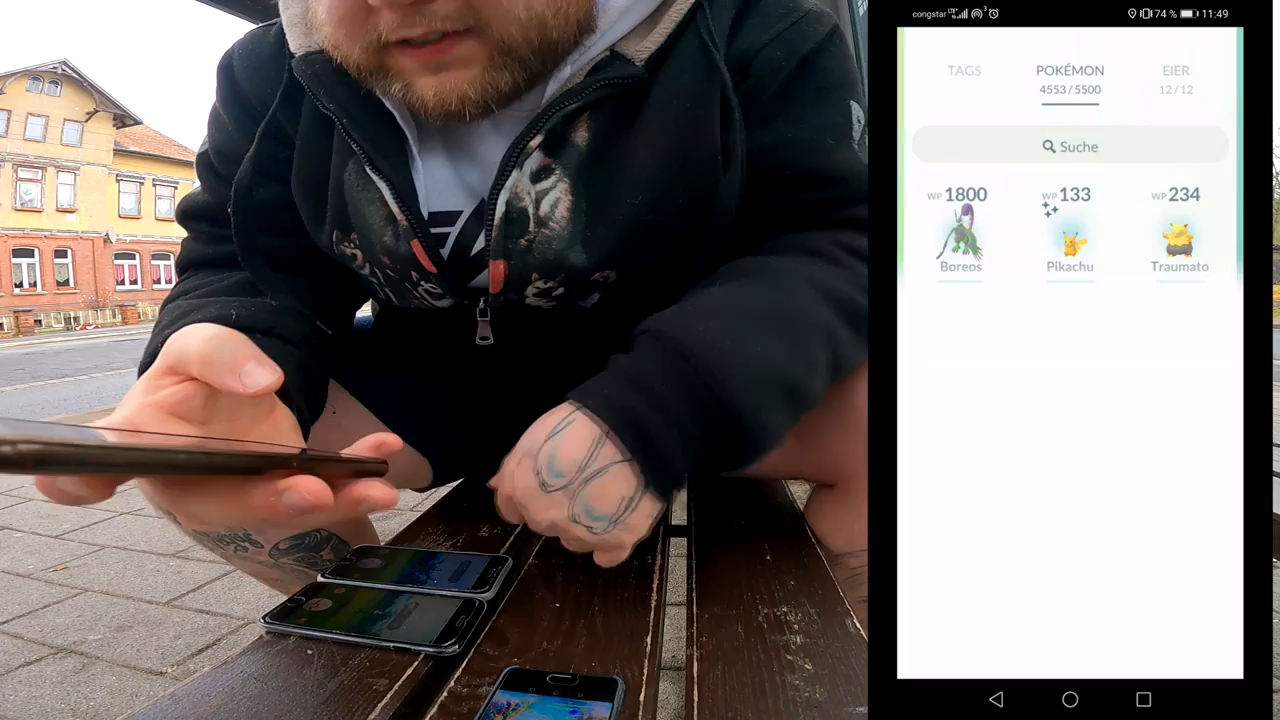 congstar 3 74 % 11:49
TAGS POKÉMON EIER
4553 / 5500 12 / 12
Suche
WP 1800 WP 133 WP 234
Boreos Pikachu Traumato